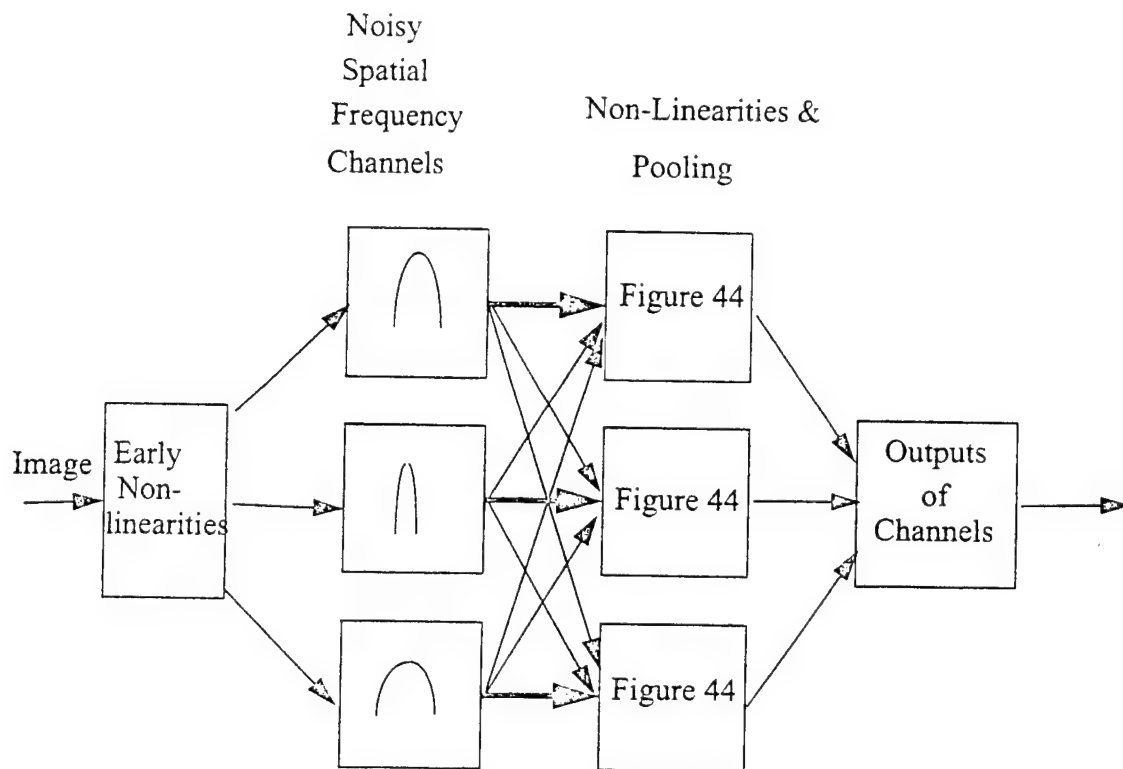 Noisy
Spatial
Frequency
Channels
Non-Linearities &
Pooling
Image
Early
Non-
linearities
Figure 44
Figure 44
Figure 44
Outputs
of
Channels